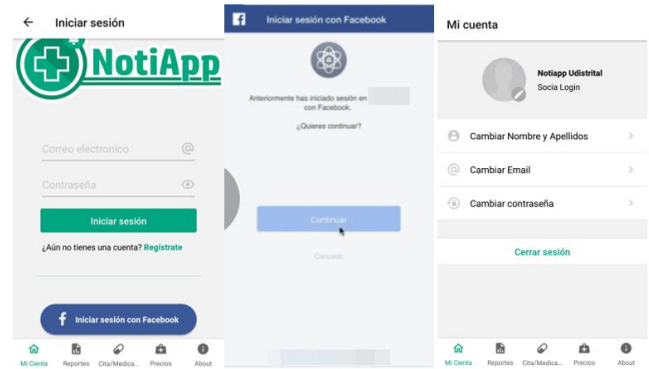 Iniciar sesión
NotiApp
Correo electronico
Contraseña
Iniciar sesión
¿Aún no tienes una cuenta? Regístrate
Iniciar sesión con Facebook
Mi Cienta
Reportes
Cita/Medica...
Precios
About
Iniciar sesión con Facebook
Anteriormente has iniciado sesión en
con Facebook.
¿Quieres continuar?
Continuar
Cancelar
Mi cuenta
Notiapp Udistrital
Socia Login
Cambiar Nombre y Apellidos
Cambiar Email
Cambiar contraseña
Cerrar sesión
Mi Cienta
Reportes
Cita/Medica...
Precios
About